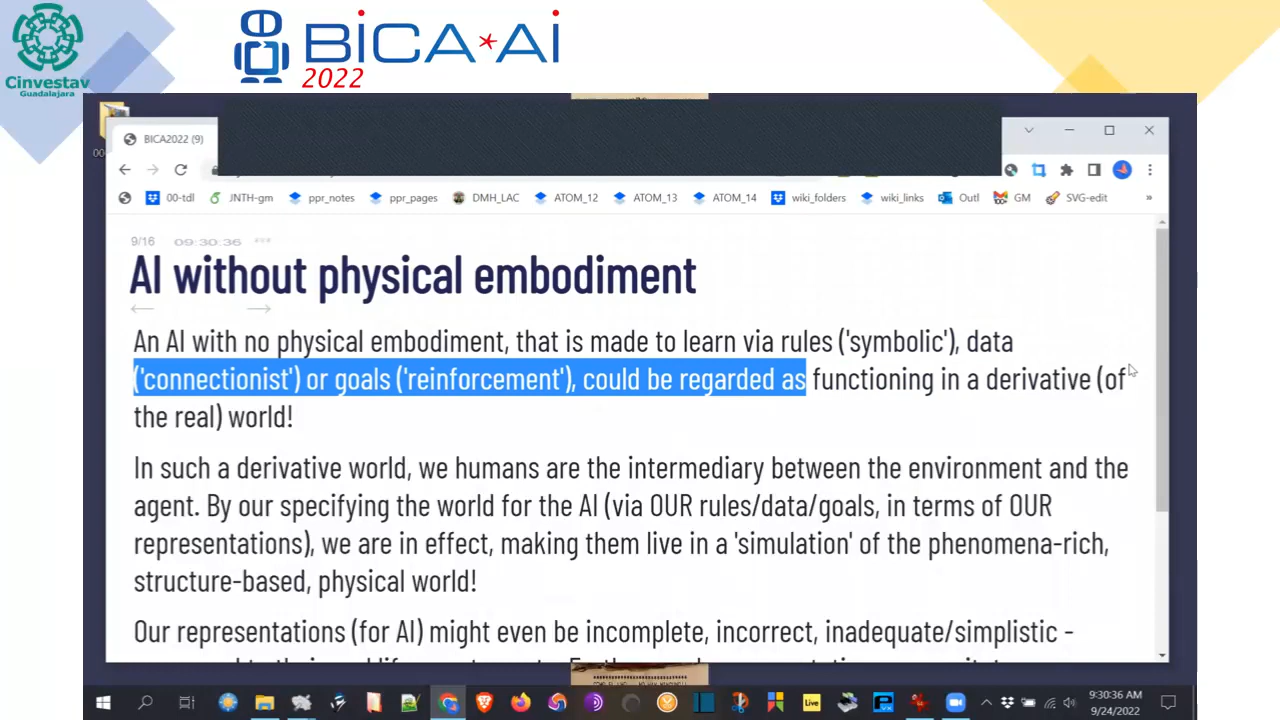 Cinvestav
Guadalajara
BiCA*Ai
2022
BICA2022 (9)
00-tdl
JNTH-gm
ppr_notes
ppr_pages
DMH_LAC
ATOM_12
ATOM_13
ATOM_14
wiki_folders
wiki_links
Outl
GM
SVG-edit
»
9/16 09:30:36
AI without physical embodiment
An AI with no physical embodiment, that is made to learn via rules ('symbolic'), data
('connectionist') or goals ('reinforcement'), could be regarded as functioning in a derivative (of
the real) world!
In such a derivative world, we humans are the intermediary between the environment and the
agent. By our specifying the world for the AI (via OUR rules/data/goals, in terms of OUR
representations), we are in effect, making them live in a 'simulation' of the phenomena-rich,
structure-based, physical world!
Our representations (for AI) might even be incomplete, incorrect, inadequate/simplistic -
Live
9:30:36 AM
9/24/2022